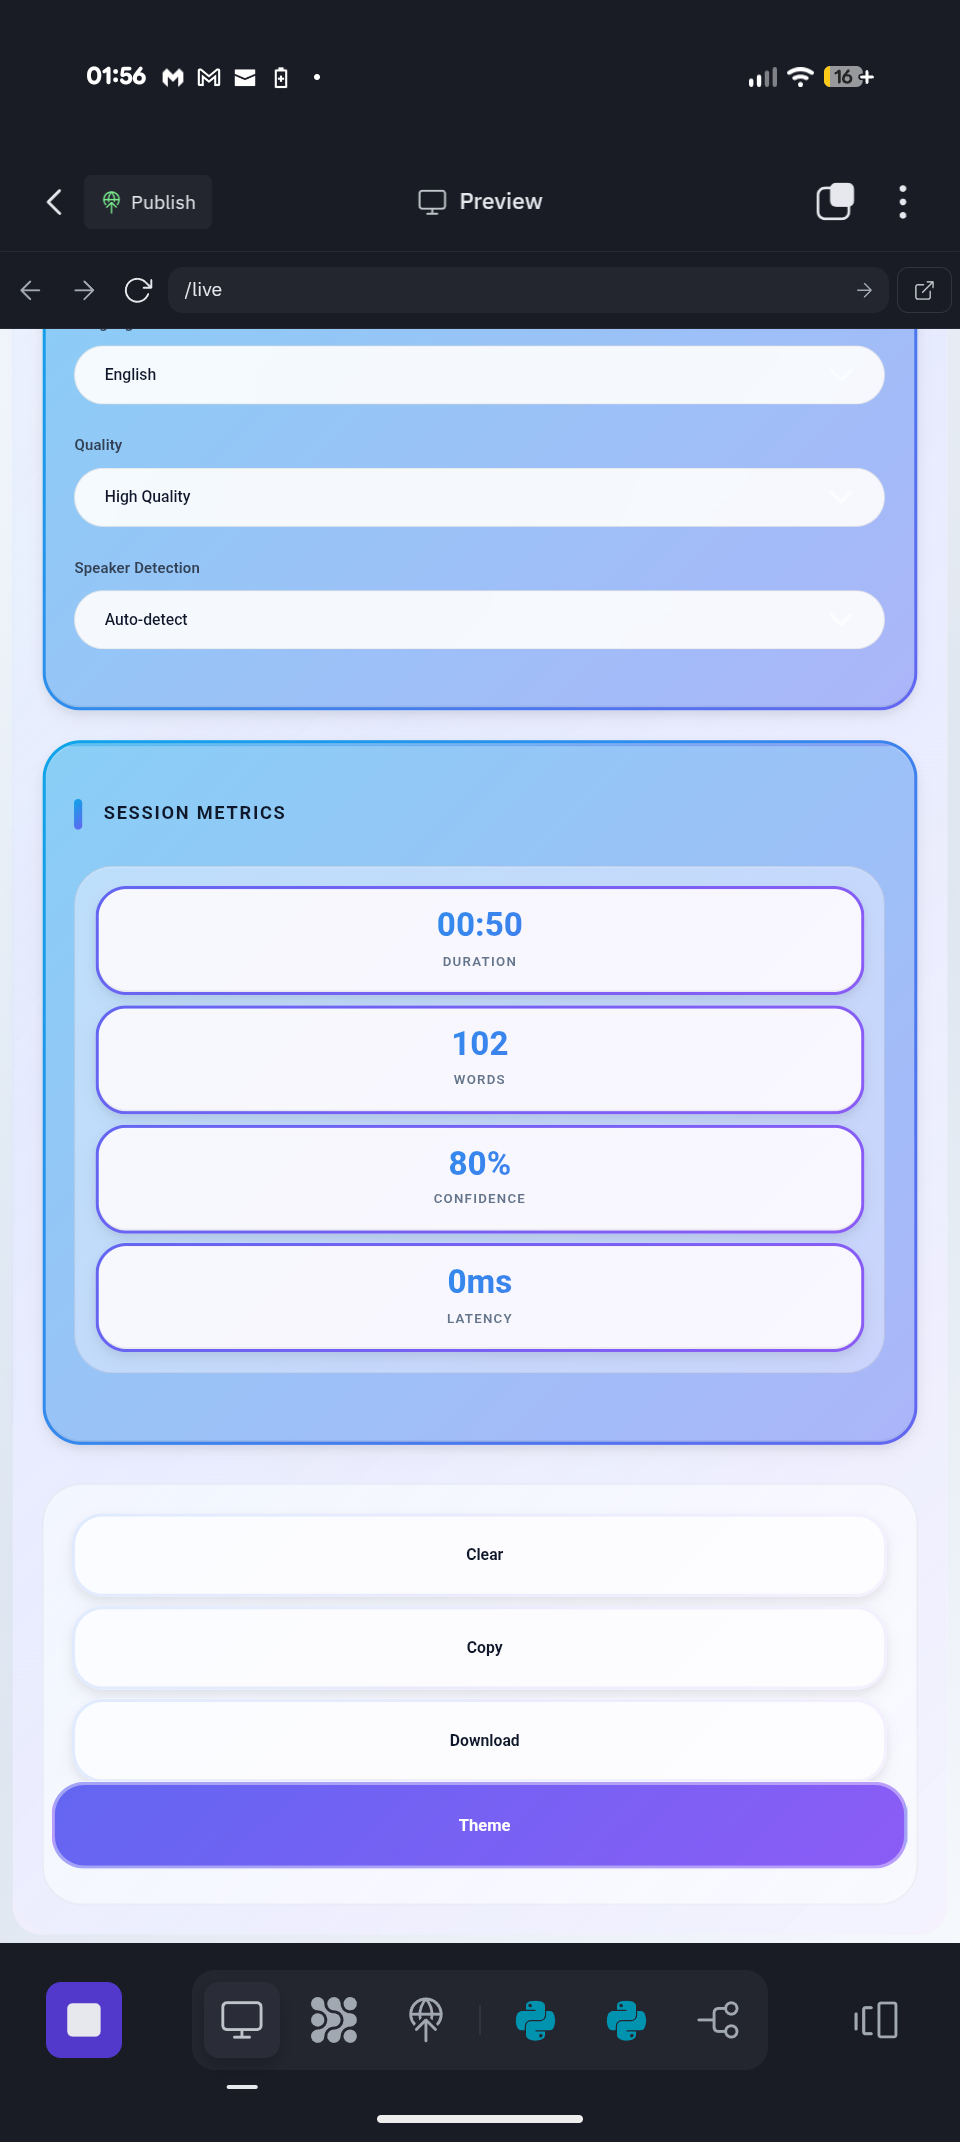 01:56
16
Publish
Preview
/live
English
Quality
High Quality
Speaker Detection
Auto-detect
SESSION METRICS
00:50
DURATION
102
WORDS
80%
CONFIDENCE
0ms
LATENCY
Clear
Copy
Download
Theme